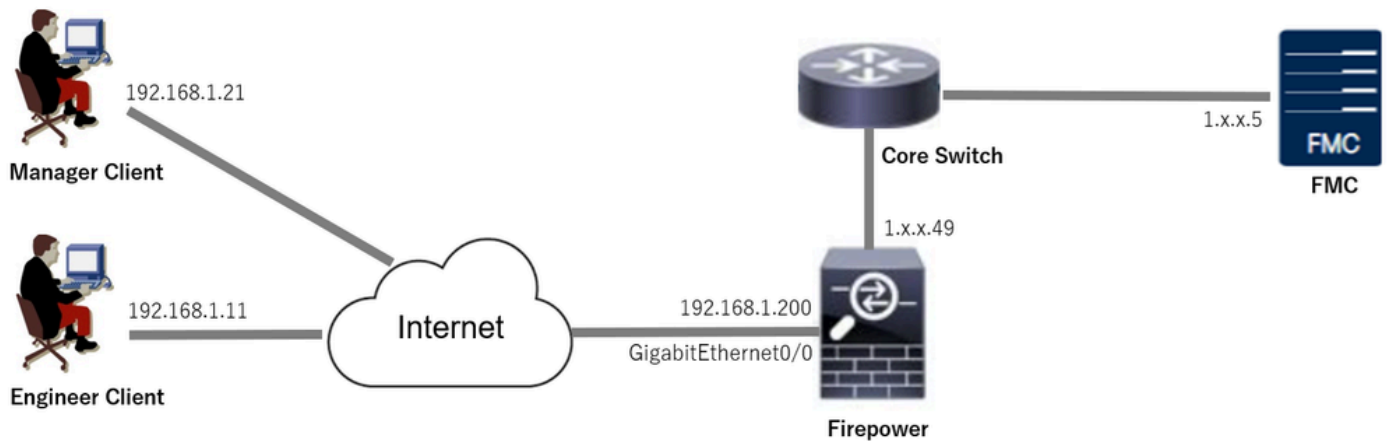 192.168.1.21
Manager Client
192.168.1.11
Engineer Client
Internet
192.168.1.200
GigabitEthernet0/0
Firepower
1.x.x.49
Core Switch
1.x.x.5
FMC
FMC